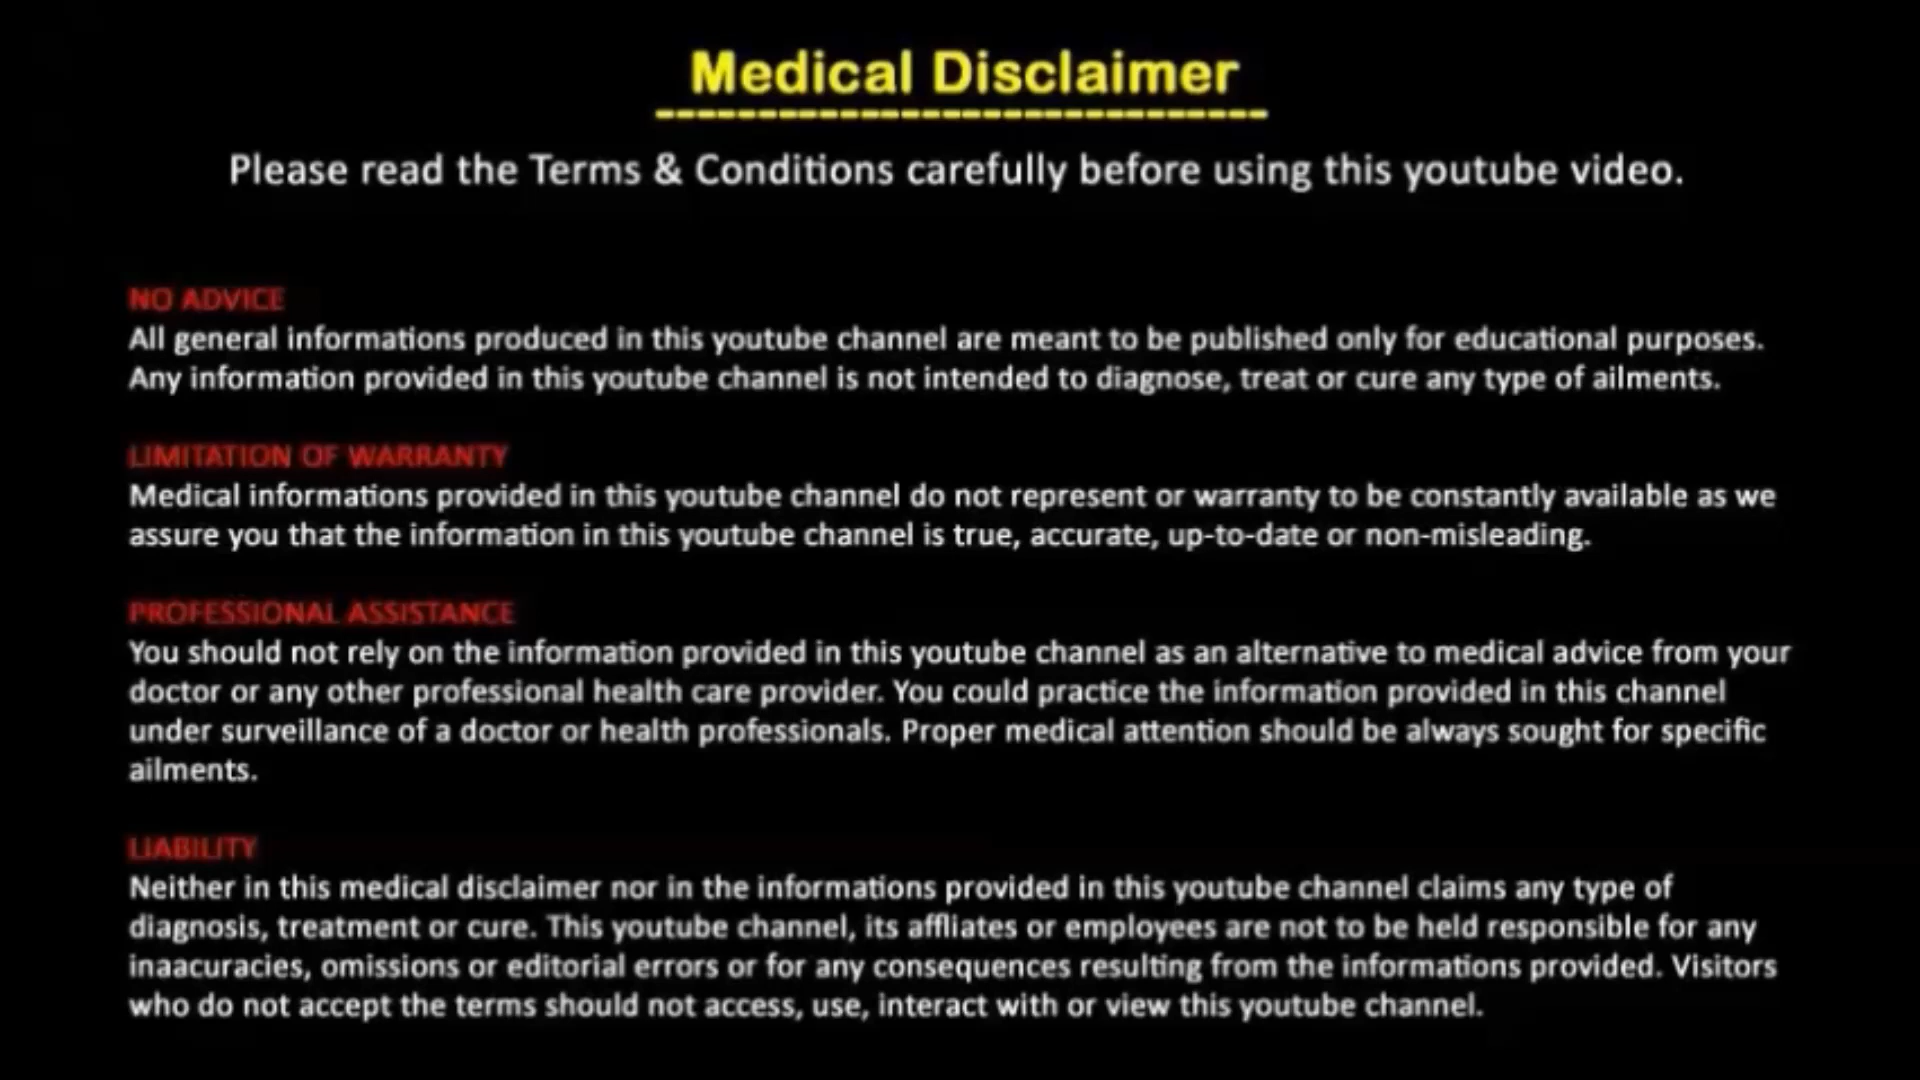 Medical Disclaimer
------------------------------
Please read the Terms & Conditions carefully before using this youtube video.
NO ADVICE
All general informations produced in this youtube channel are meant to be published only for educational purposes.
Any information provided in this youtube channel is not intended to diagnose, treat or cure any type of ailments.
LIMITATION OF WARRANTY
Medical informations provided in this youtube channel do not represent or warranty to be constantly available as we
assure you that the information in this youtube channel is true, accurate, up-to-date or non-misleading.
PROFESSIONAL ASSISTANCE
You should not rely on the information provided in this youtube channel as an alternative to medical advice from your
doctor or any other professional health care provider. You could practice the information provided in this channel
under surveillance of a doctor or health professionals. Proper medical attention should be always sought for specific
ailments.
LIABILITY
Neither in this medical disclaimer nor in the informations provided in this youtube channel claims any type of
diagnosis, treatment or cure. This youtube channel, its affliates or employees are not to be held responsible for any
inaacuracies, omissions or editorial errors or for any consequences resulting from the informations provided. Visitors
who do not accept the terms should not access, use, interact with or view this youtube channel.